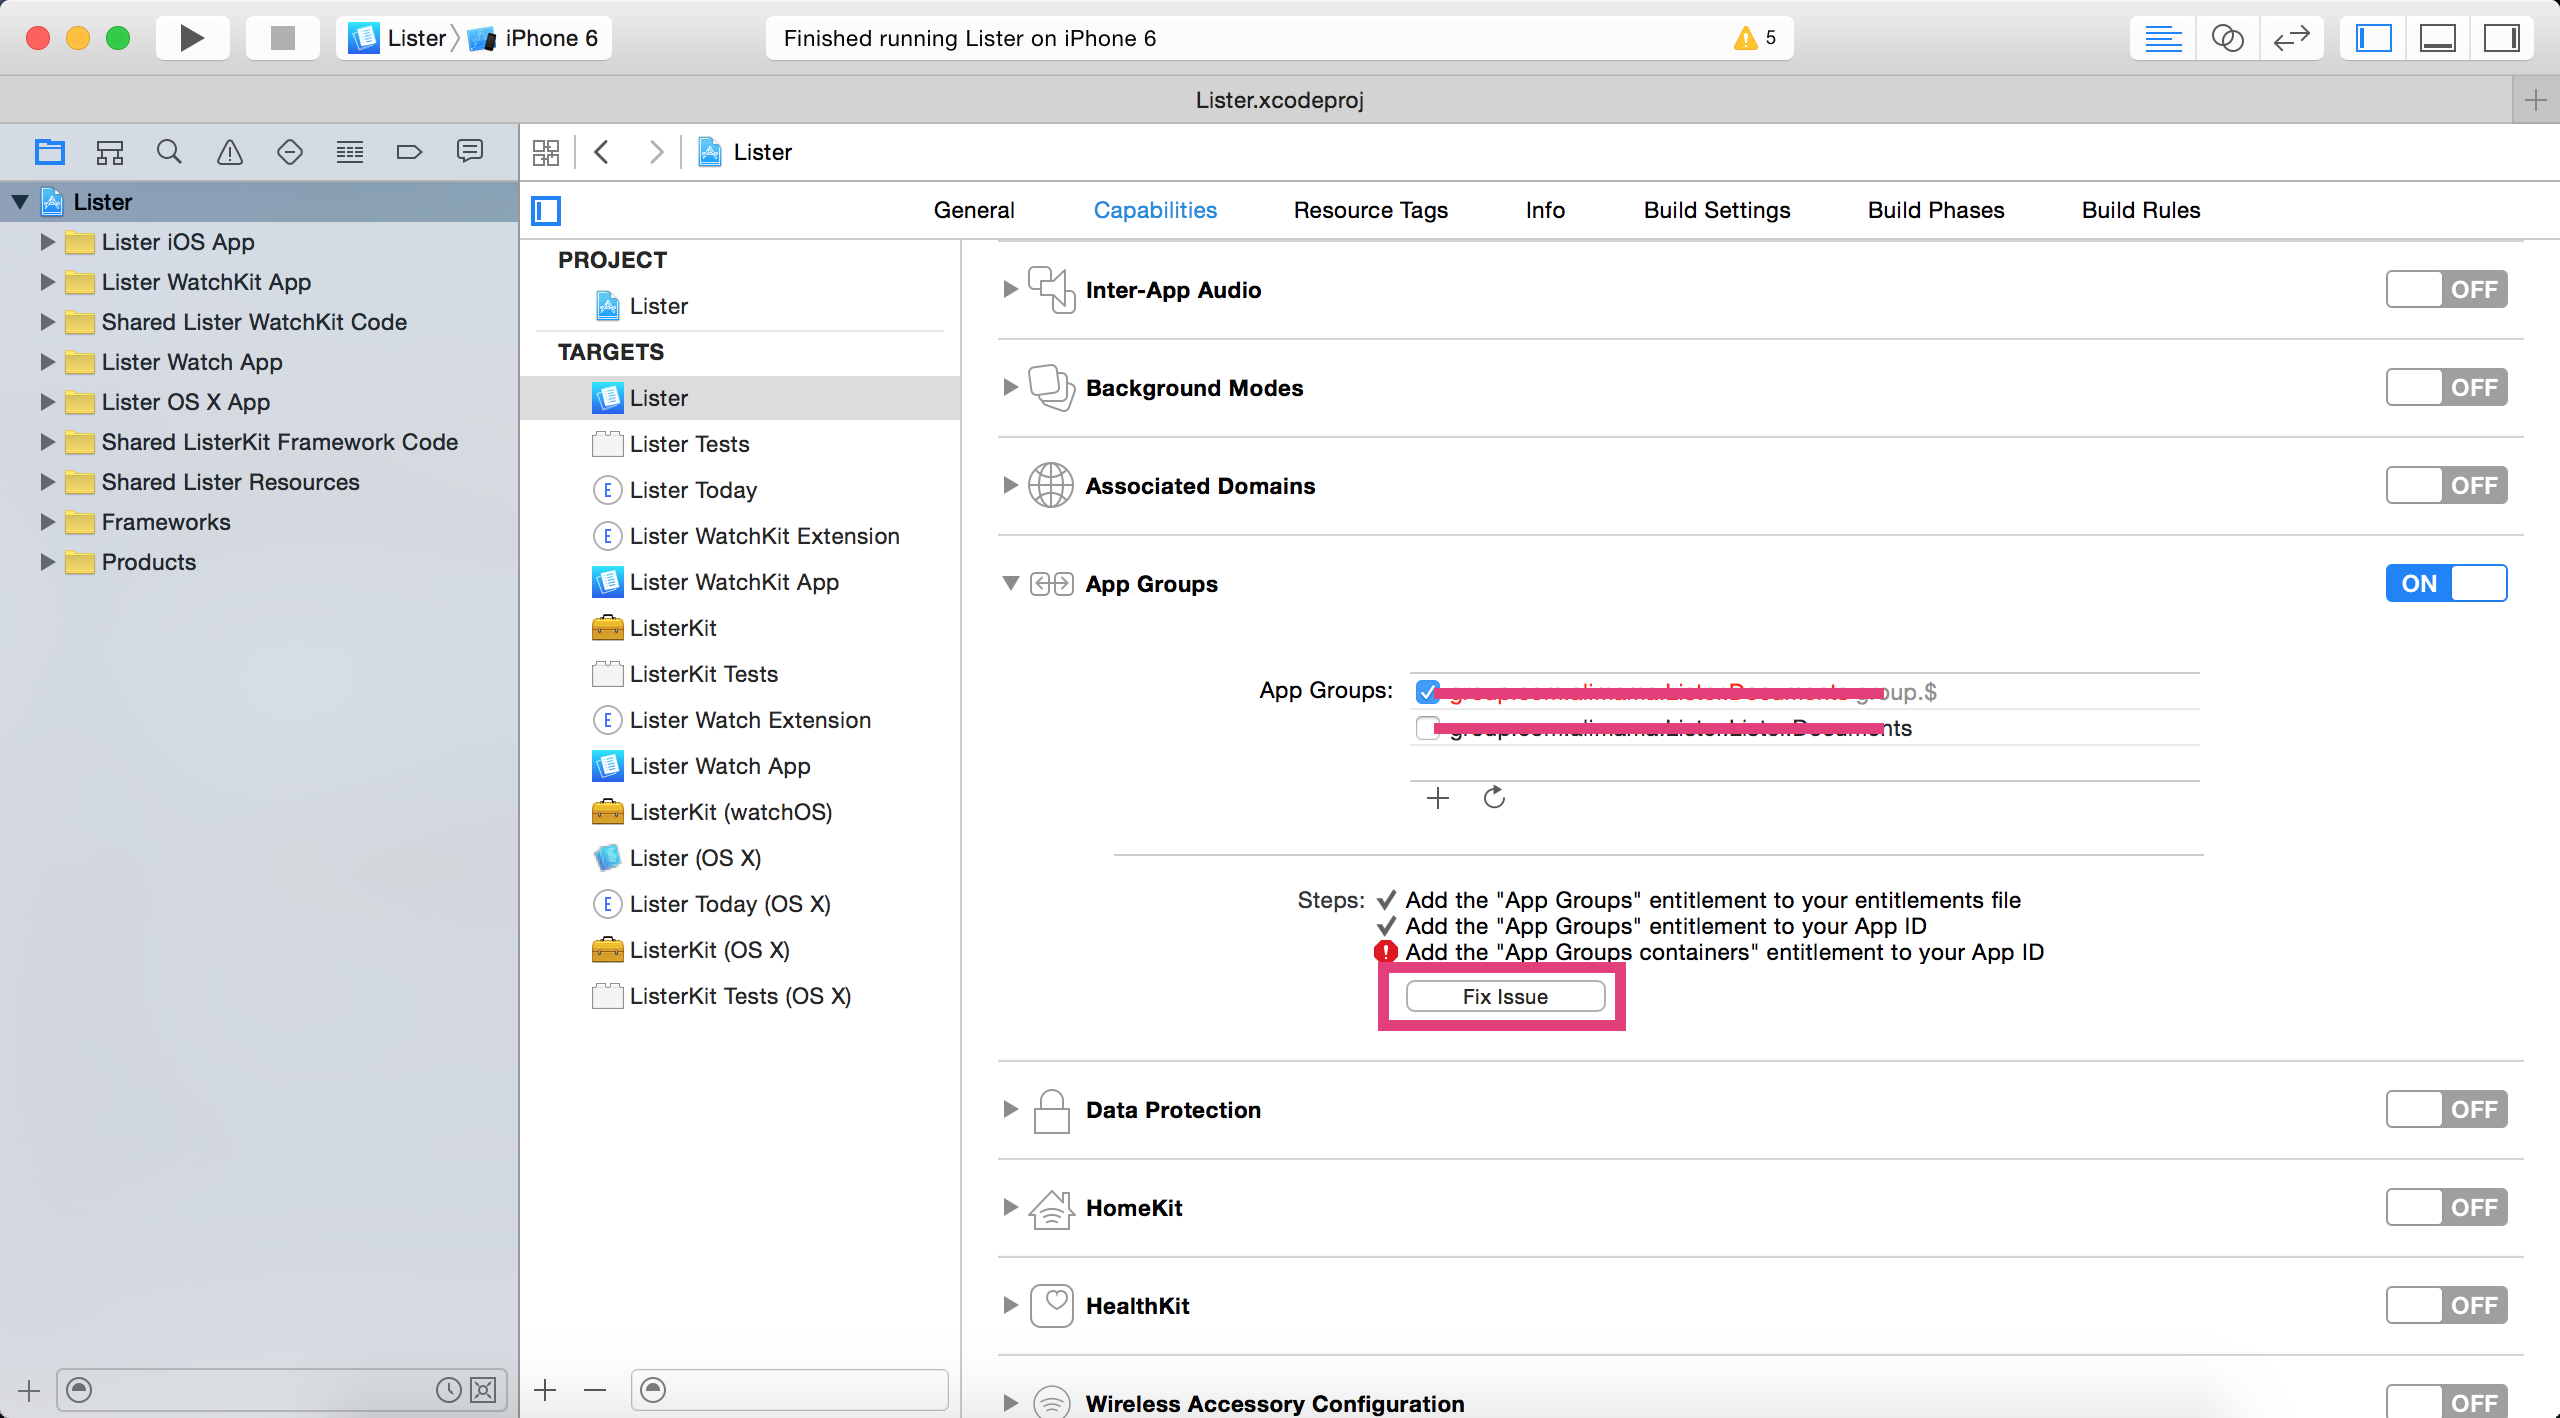 Lister iPhone 6
Finished running Lister on iPhone 6
5
Lister.xcodeproj
Lister
Lister
Lister iOS App
Lister WatchKit App
Shared Lister WatchKit Code
Lister Watch App
Lister OS X App
Shared ListerKit Framework Code
Shared Lister Resources
Frameworks
Products
General Capabilities Resource Tags Info Build Settings Build Phases Build Rules
PROJECT
Lister
TARGETS
Lister
Lister Tests
E Lister Today
E Lister WatchKit Extension
Lister WatchKit App
ListerKit
ListerKit Tests
E Lister Watch Extension
Lister Watch App
ListerKit (watchOS)
Lister (OS X)
E Lister Today (OS X)
ListerKit (OS X)
ListerKit Tests (OS X)
Inter-App Audio OFF
Background Modes OFF
Associated Domains OFF
App Groups ON
App Groups:
Steps: Add the "App Groups" entitlement to your entitlements file
Add the "App Groups" entitlement to your App ID
Add the "App Groups containers" entitlement to your App ID
Fix Issue
Data Protection OFF
HomeKit OFF
HealthKit OFF
Wireless Accessory Configuration OFF